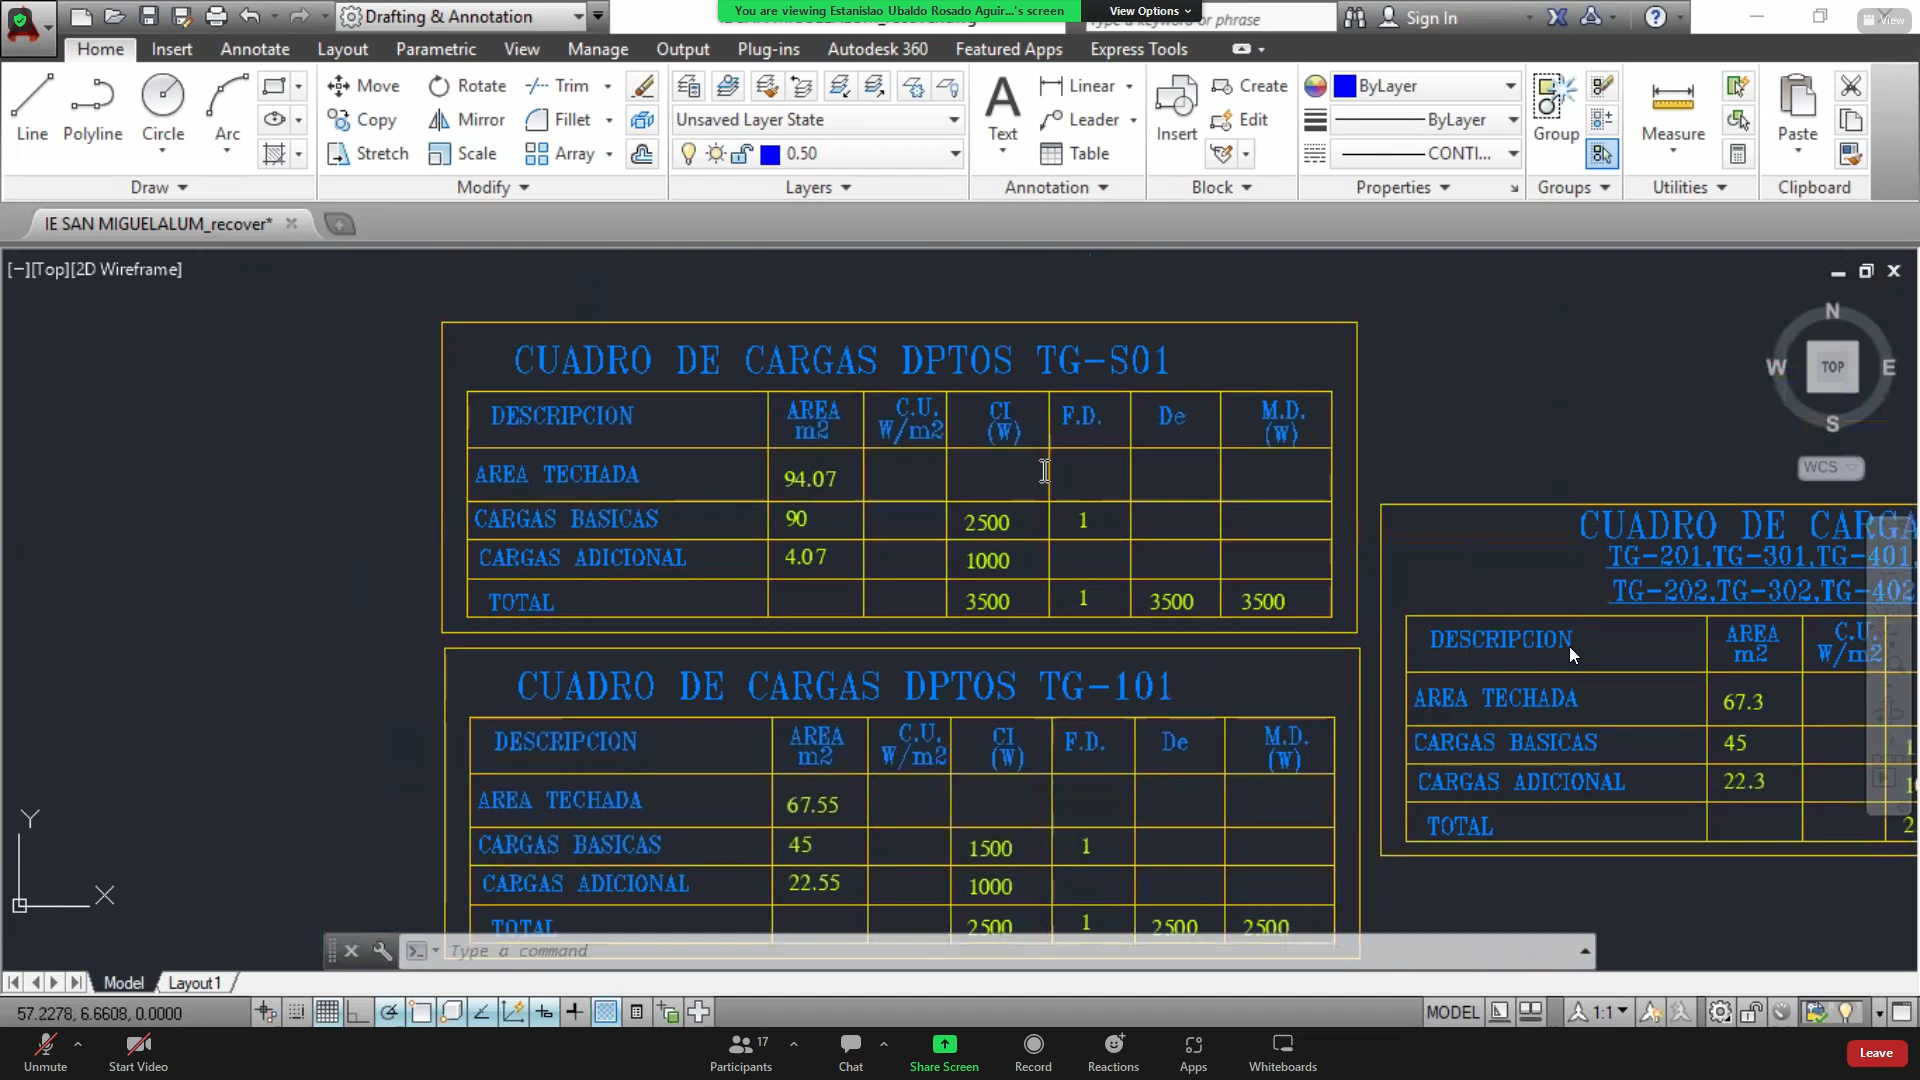 Drafting & Annotation
You are viewing Estanislao Ubaldo Rosado Aguir...'s screen
View Options
Type a keyword or phrase
Sign In
View
Home Insert Annotate Layout Parametric View Manage Output Plug-ins Autodesk 360 Featured Apps Express Tools
Line Polyline Circle Arc
Move Rotate Trim
Copy Mirror Fillet
Stretch Scale Array
Unsaved Layer State
0.50
Text
Linear
Leader
Table
Insert
Create
Edit
ByLayer
ByLayer
CONTI...
Group
Measure
Paste
Draw Modify Layers Annotation Block Properties Groups Utilities Clipboard
IE SAN MIGUELALUM_recover*
[−][Top][2D Wireframe]
N
W TOP E
S
WCS
CUADRO DE CARGAS DPTOS TG-S01
DESCRIPCION AREA m2 C.U. W/m2 CI (W) F.D. De M.D. (W)
AREA TECHADA 94.07
CARGAS BASICAS 90 2500 1
CARGAS ADICIONAL 4.07 1000
TOTAL 3500 1 3500 3500
CUADRO DE CARGAS DPTOS TG-101
DESCRIPCION AREA m2 C.U. W/m2 CI (W) F.D. De M.D. (W)
AREA TECHADA 67.55
CARGAS BASICAS 45 1500 1
CARGAS ADICIONAL 22.55 1000
TOTAL 2500 1 2500 2500
CUADRO DE CARGA
TG-201,TG-301,TG-401,
TG-202,TG-302,TG-402
DESCRIPCION AREA m2 C.U. W/m2
AREA TECHADA 67.3
CARGAS BASICAS 45
CARGAS ADICIONAL 22.3
TOTAL
Y
X
Type a command
Model Layout1
57.2278, 6.6608, 0.0000
MODEL
1:1
Unmute
Start Video
17
Participants
Chat
Share Screen
Record
Reactions
Apps
Whiteboards
Leave